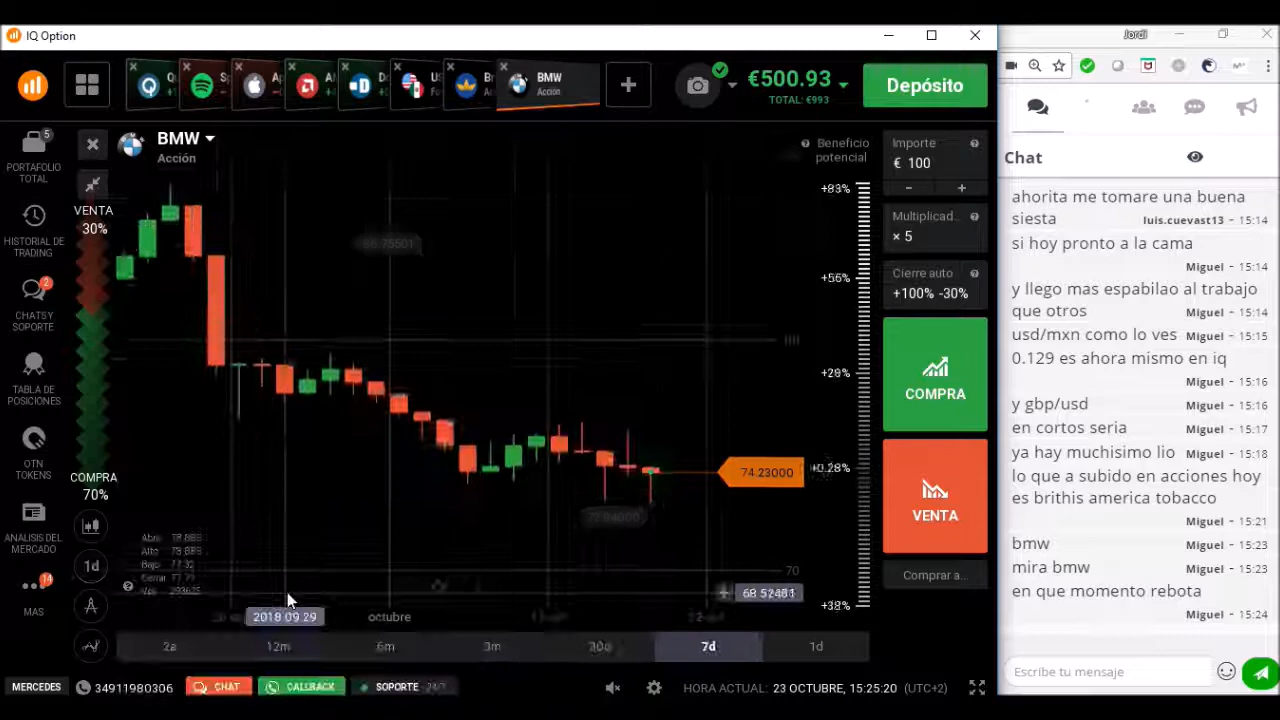 IQ Option
Jordi
BMW
Acción
€500.93
TOTAL: €993
Depósito
5
PORTAFOLIO
TOTAL
HISTORIAL DE
TRADING
2
CHATS Y
SOPORTE
TABLA DE
POSICIONES
OTN
TOKENS
ANALISIS DEL
MERCADO
14
MAS
BMW
Acción
VENTA
30%
COMPRA
70%
1d
Beneficio
potencial
+83%
+28%
+38%
74.23000
70
2018 09 29
octubre
12m
6m
3m
7d
1d
Importe
€ 100
Multiplicad..
× 5
Cierre auto
+100% -30%
COMPRA
VENTA
Comprar a...
MERCEDES
34911980306
CHAT
CALLBACK
SOPORTE
HORA ACTUAL: 23 OCTUBRE, 15:25:20 (UTC+2)
Chat
ahorita me tomare una buena
siesta
luis.cuevast13 - 15:14
si hoy pronto a la cama
Miguel - 15:14
y llego mas espabilao al trabajo
que otros
Miguel - 15:14
usd/mxn como lo ves
Miguel - 15:15
0.129 es ahora mismo en iq
Miguel - 15:16
y gbp/usd
Miguel - 15:16
en cortos seria
Miguel - 15:17
ya hay muchisimo lio
Miguel - 15:18
lo que a subido en acciones hoy
es brithis america tobacco
Miguel - 15:21
bmw
Miguel - 15:23
mira bmw
Miguel - 15:23
en que momento rebota
Miguel - 15:24
Escribe tu mensaje